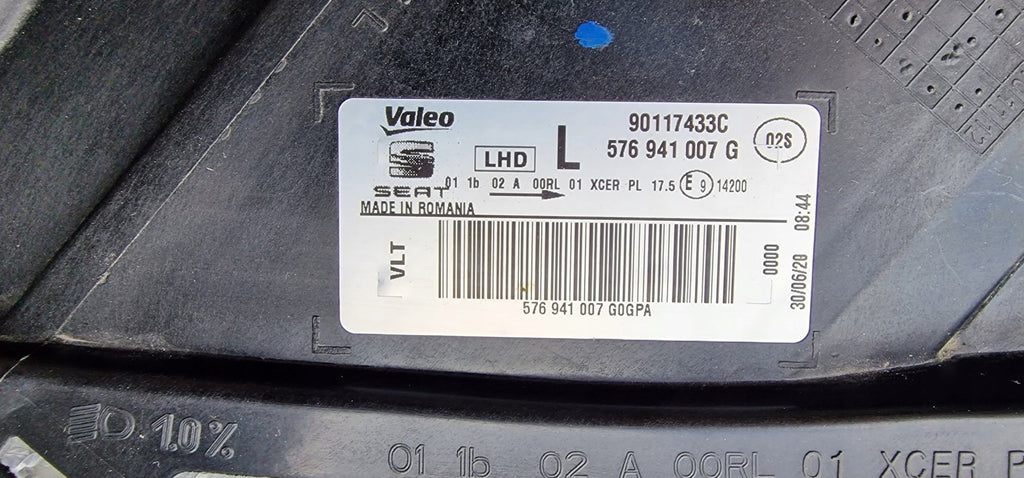 Valeo
90117433C
02S
LHD
L
576 941 007 G
SEAT
01 1b 02 A 00RL 01 XCER PL 17.5 E 9 14200
MADE IN ROMANIA
VLT
0000
30/06/20 08:44
576 941 007 G0GPA
1.0%
01 1b 02 A 00RL 01 XCER P